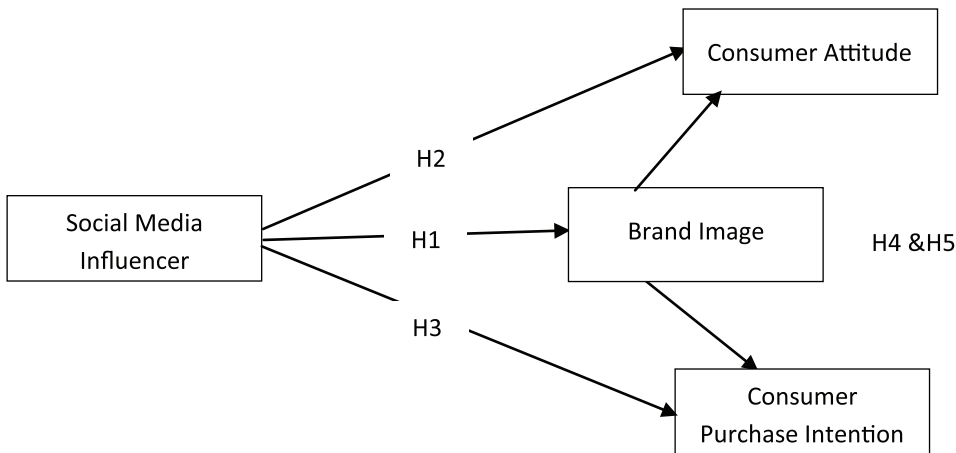 Consumer Attitude
H2
Social Media
Influencer
H1
Brand Image
H4 &H5
H3
Consumer
Purchase Intention